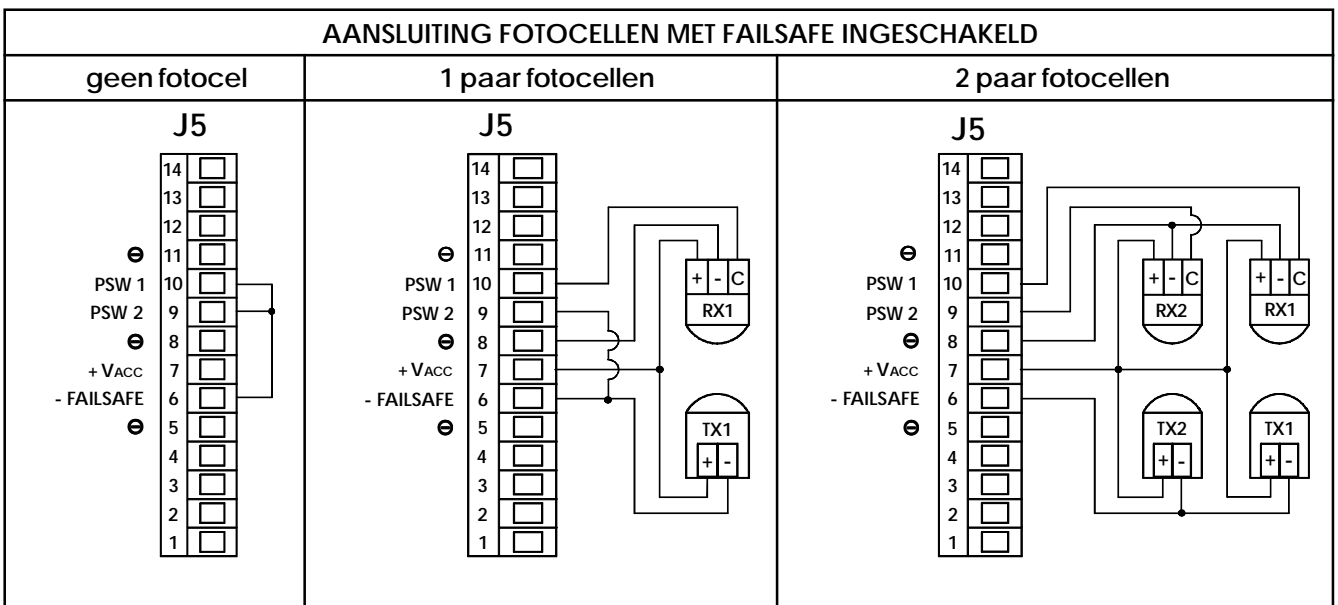 AANSLUITING FOTOCELLEN MET FAILSAFE INGESCHAKELD
geen fotocel
1 paar fotocellen
2 paar fotocellen
J5
14
13
12
⊖ 11
PSW 1 10
PSW 2 9
⊖ 8
+ VACC 7
- FAILSAFE 6
⊖ 5
4
3
2
1
J5
14
13
12
⊖ 11
PSW 1 10
PSW 2 9
⊖ 8
+ VACC 7
- FAILSAFE 6
⊖ 5
4
3
2
1
+ - C
RX1
TX1
+ -
J5
14
13
12
⊖ 11
PSW 1 10
PSW 2 9
⊖ 8
+ VACC 7
- FAILSAFE 6
⊖ 5
4
3
2
1
+ - C
RX2
+ - C
RX1
TX2
+ -
TX1
+ -